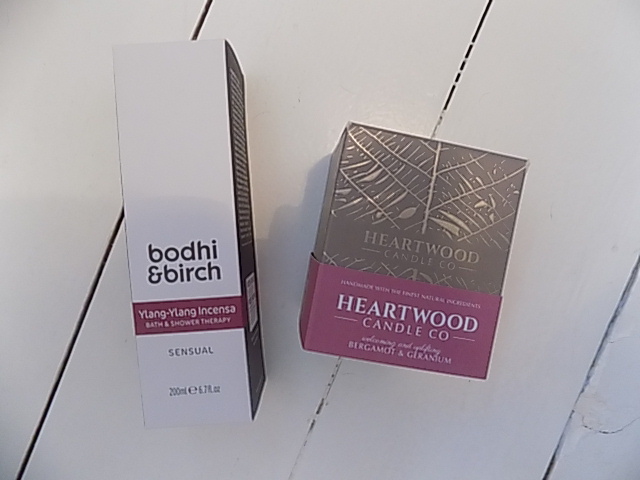 bodhi
&birch
Ylang-Ylang Incensa
BATH & SHOWER THERAPY
SENSUAL
200ml ℮ 6.7fl.oz
HEARTWOOD
CANDLE CO
HANDMADE WITH THE FINEST NATURAL INGREDIENTS
HEARTWOOD
CANDLE CO
welcoming and uplifting
BERGAMOT & GERANIUM